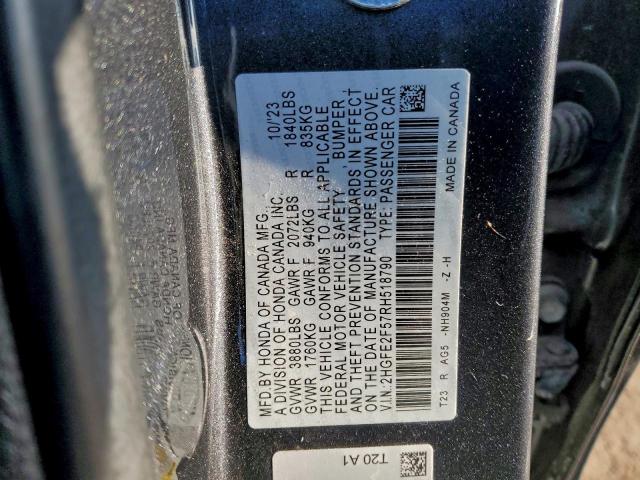 MFD BY HONDA OF CANADA MFG. 10/'23
A DIVISION OF HONDA CANADA INC.
GVWR 3880LBS GAWR F 2072LBS R 1840LBS
GVWR 1760KG GAWR F 940KG R 835KG
THIS VEHICLE CONFORMS TO ALL APPLICABLE
FEDERAL MOTOR VEHICLE SAFETY, BUMPER,
AND THEFT PREVENTION STANDARDS IN EFFECT
ON THE DATE OF MANUFACTURE SHOWN ABOVE.
V.I.N.:2HGFE2F57RH518790 TYPE: PASSENGER CAR
T23 R AG5 -NH904M -Z -H MADE IN CANADA
T20 A1